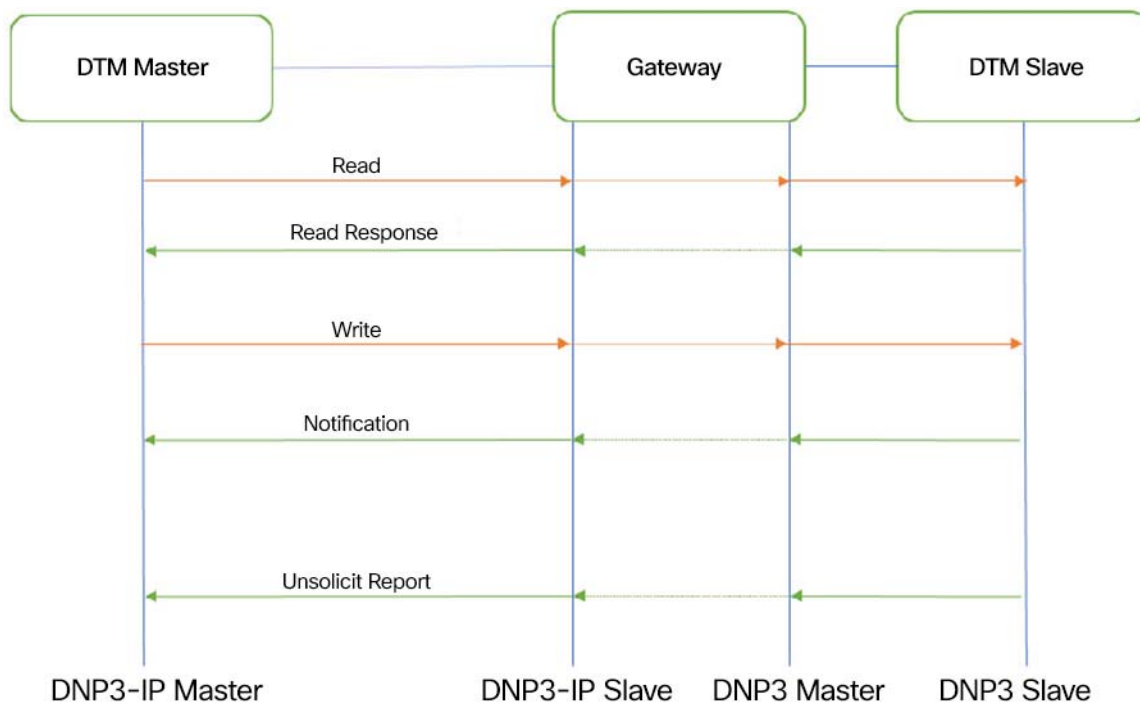 DTM Master
Gateway
DTM Slave
Read
Read Response
Write
Notification
Unsolicit Report
DNP3-IP Master
DNP3-IP Slave
DNP3 Master
DNP3 Slave